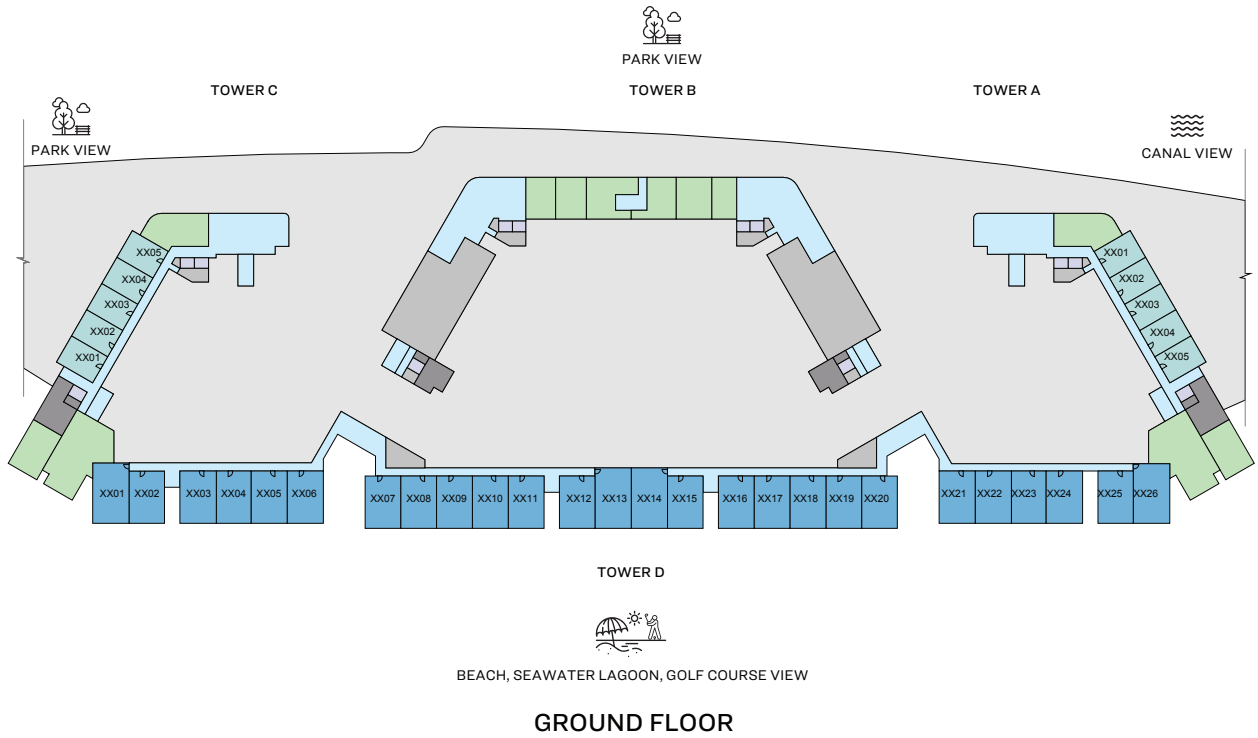 PARK VIEW
TOWER C
TOWER B
TOWER A
PARK VIEW
CANAL VIEW
XX05
XX04
XX03
XX02
XX01
XX01
XX02
XX03
XX04
XX05
XX01 XX02 XX03 XX04 XX05 XX06 XX07 XX08 XX09 XX10 XX11 XX12 XX13 XX14 XX15 XX16 XX17 XX18 XX19 XX20 XX21 XX22 XX23 XX24 XX25 XX26
TOWER D
BEACH, SEAWATER LAGOON, GOLF COURSE VIEW
GROUND FLOOR